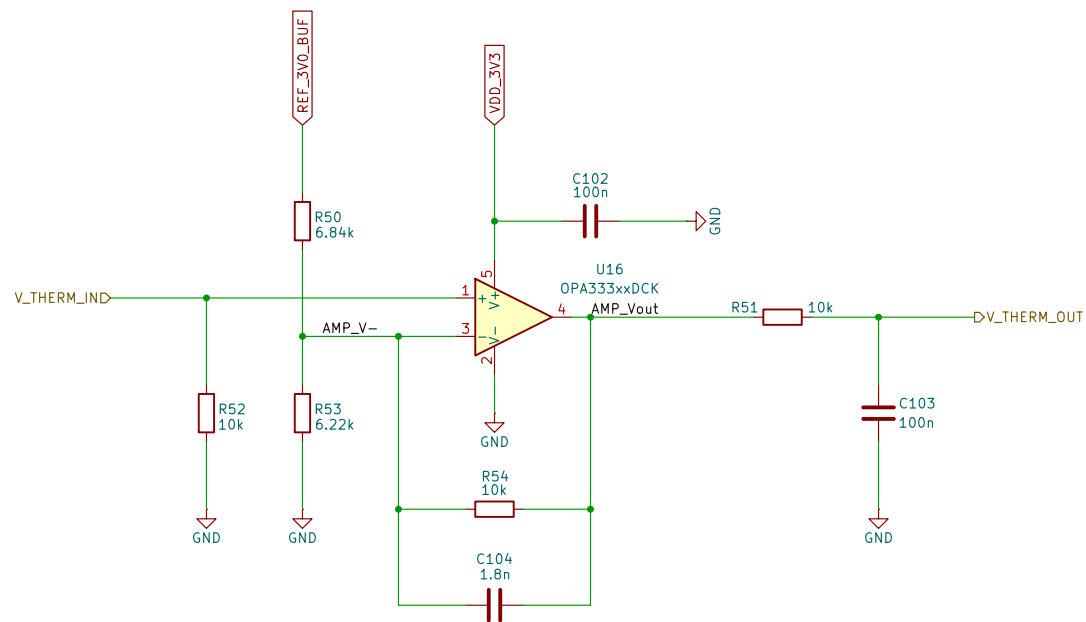 REF_3V0_BUF
VDD_3V3
C102
100n
GND
R50
6.84k
U16
OPA333xxDCK
V_THERM_IN
1
+
5
V+
4
AMP_Vout
R51
10k
V_THERM_OUT
AMP_V-
3
-
V-
2
GND
R52
10k
R53
6.22k
C103
100n
R54
10k
GND
GND
GND
C104
1.8n